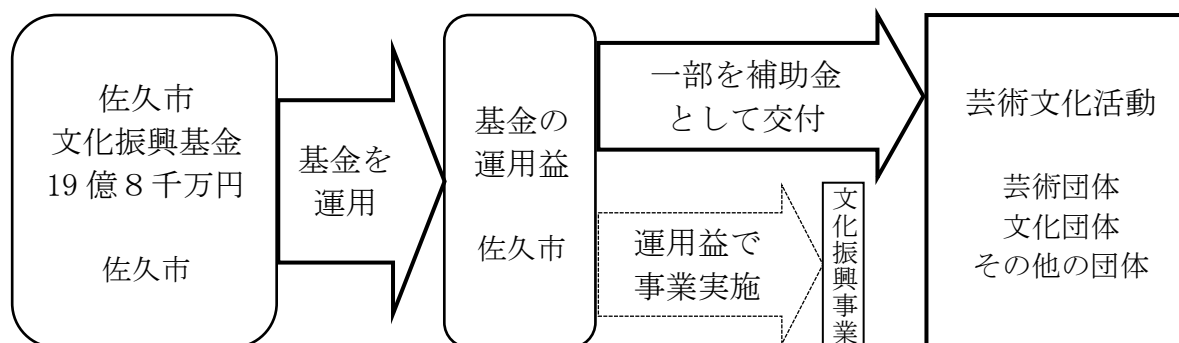 佐久市
文化振興基金
19 億８千万円
佐久市
基金を
運用
基金の
運用益
佐久市
一部を補助金
として交付
運用益で
事業実施
文化振興事業
芸術文化活動
芸術団体
文化団体
その他の団体